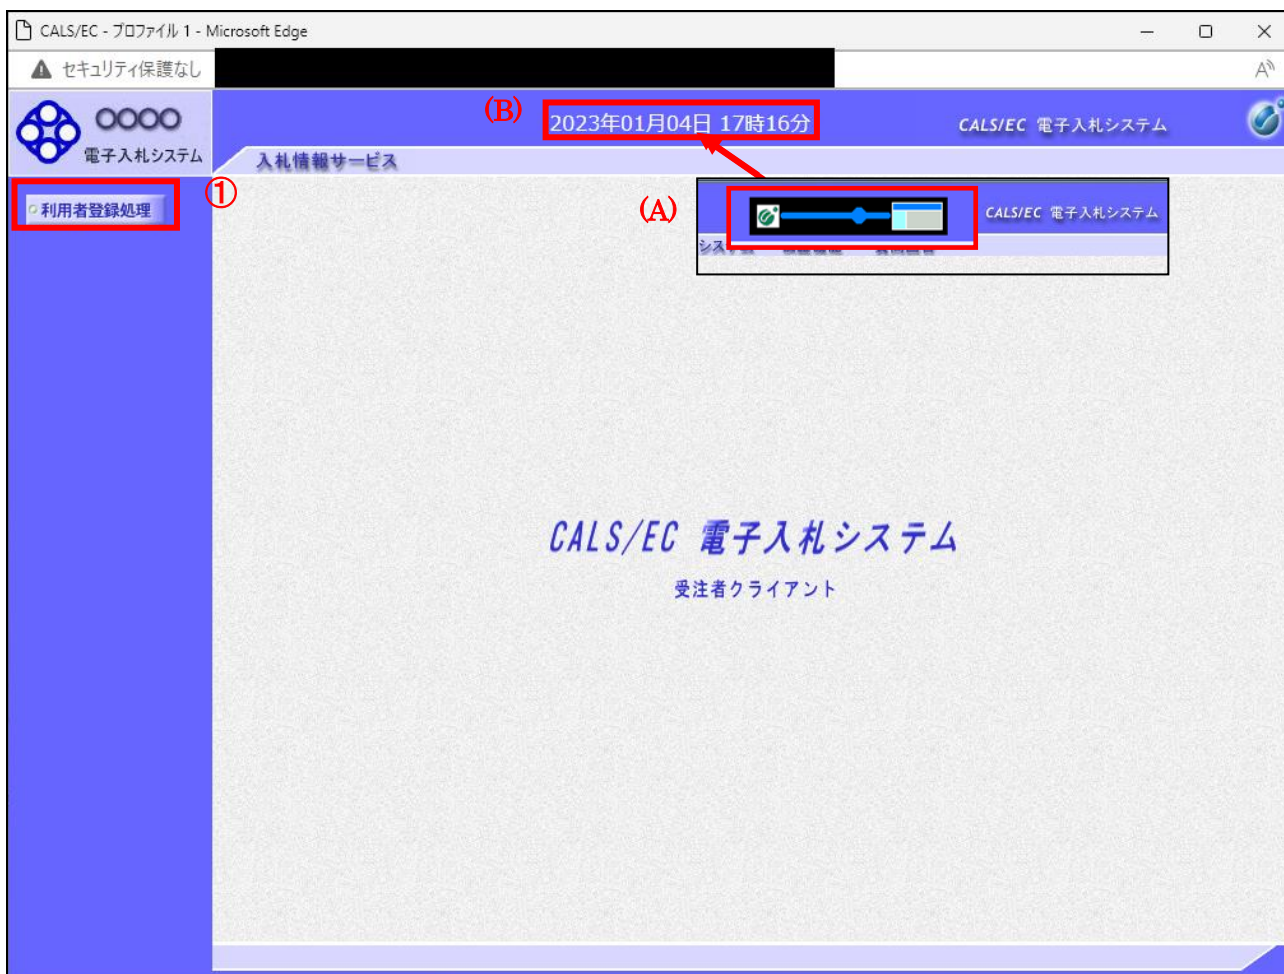 CALS/EC - プロファイル 1 - Microsoft Edge
セキュリティ保護なし
〇〇〇〇
電子入札システム
(B)
2023年01月04日 17時16分
CALS/EC 電子入札システム
入札情報サービス
利用者登録処理
①
(A)
CALS/EC 電子入札システム
CALS/EC 電子入札システム
受注者クライアント